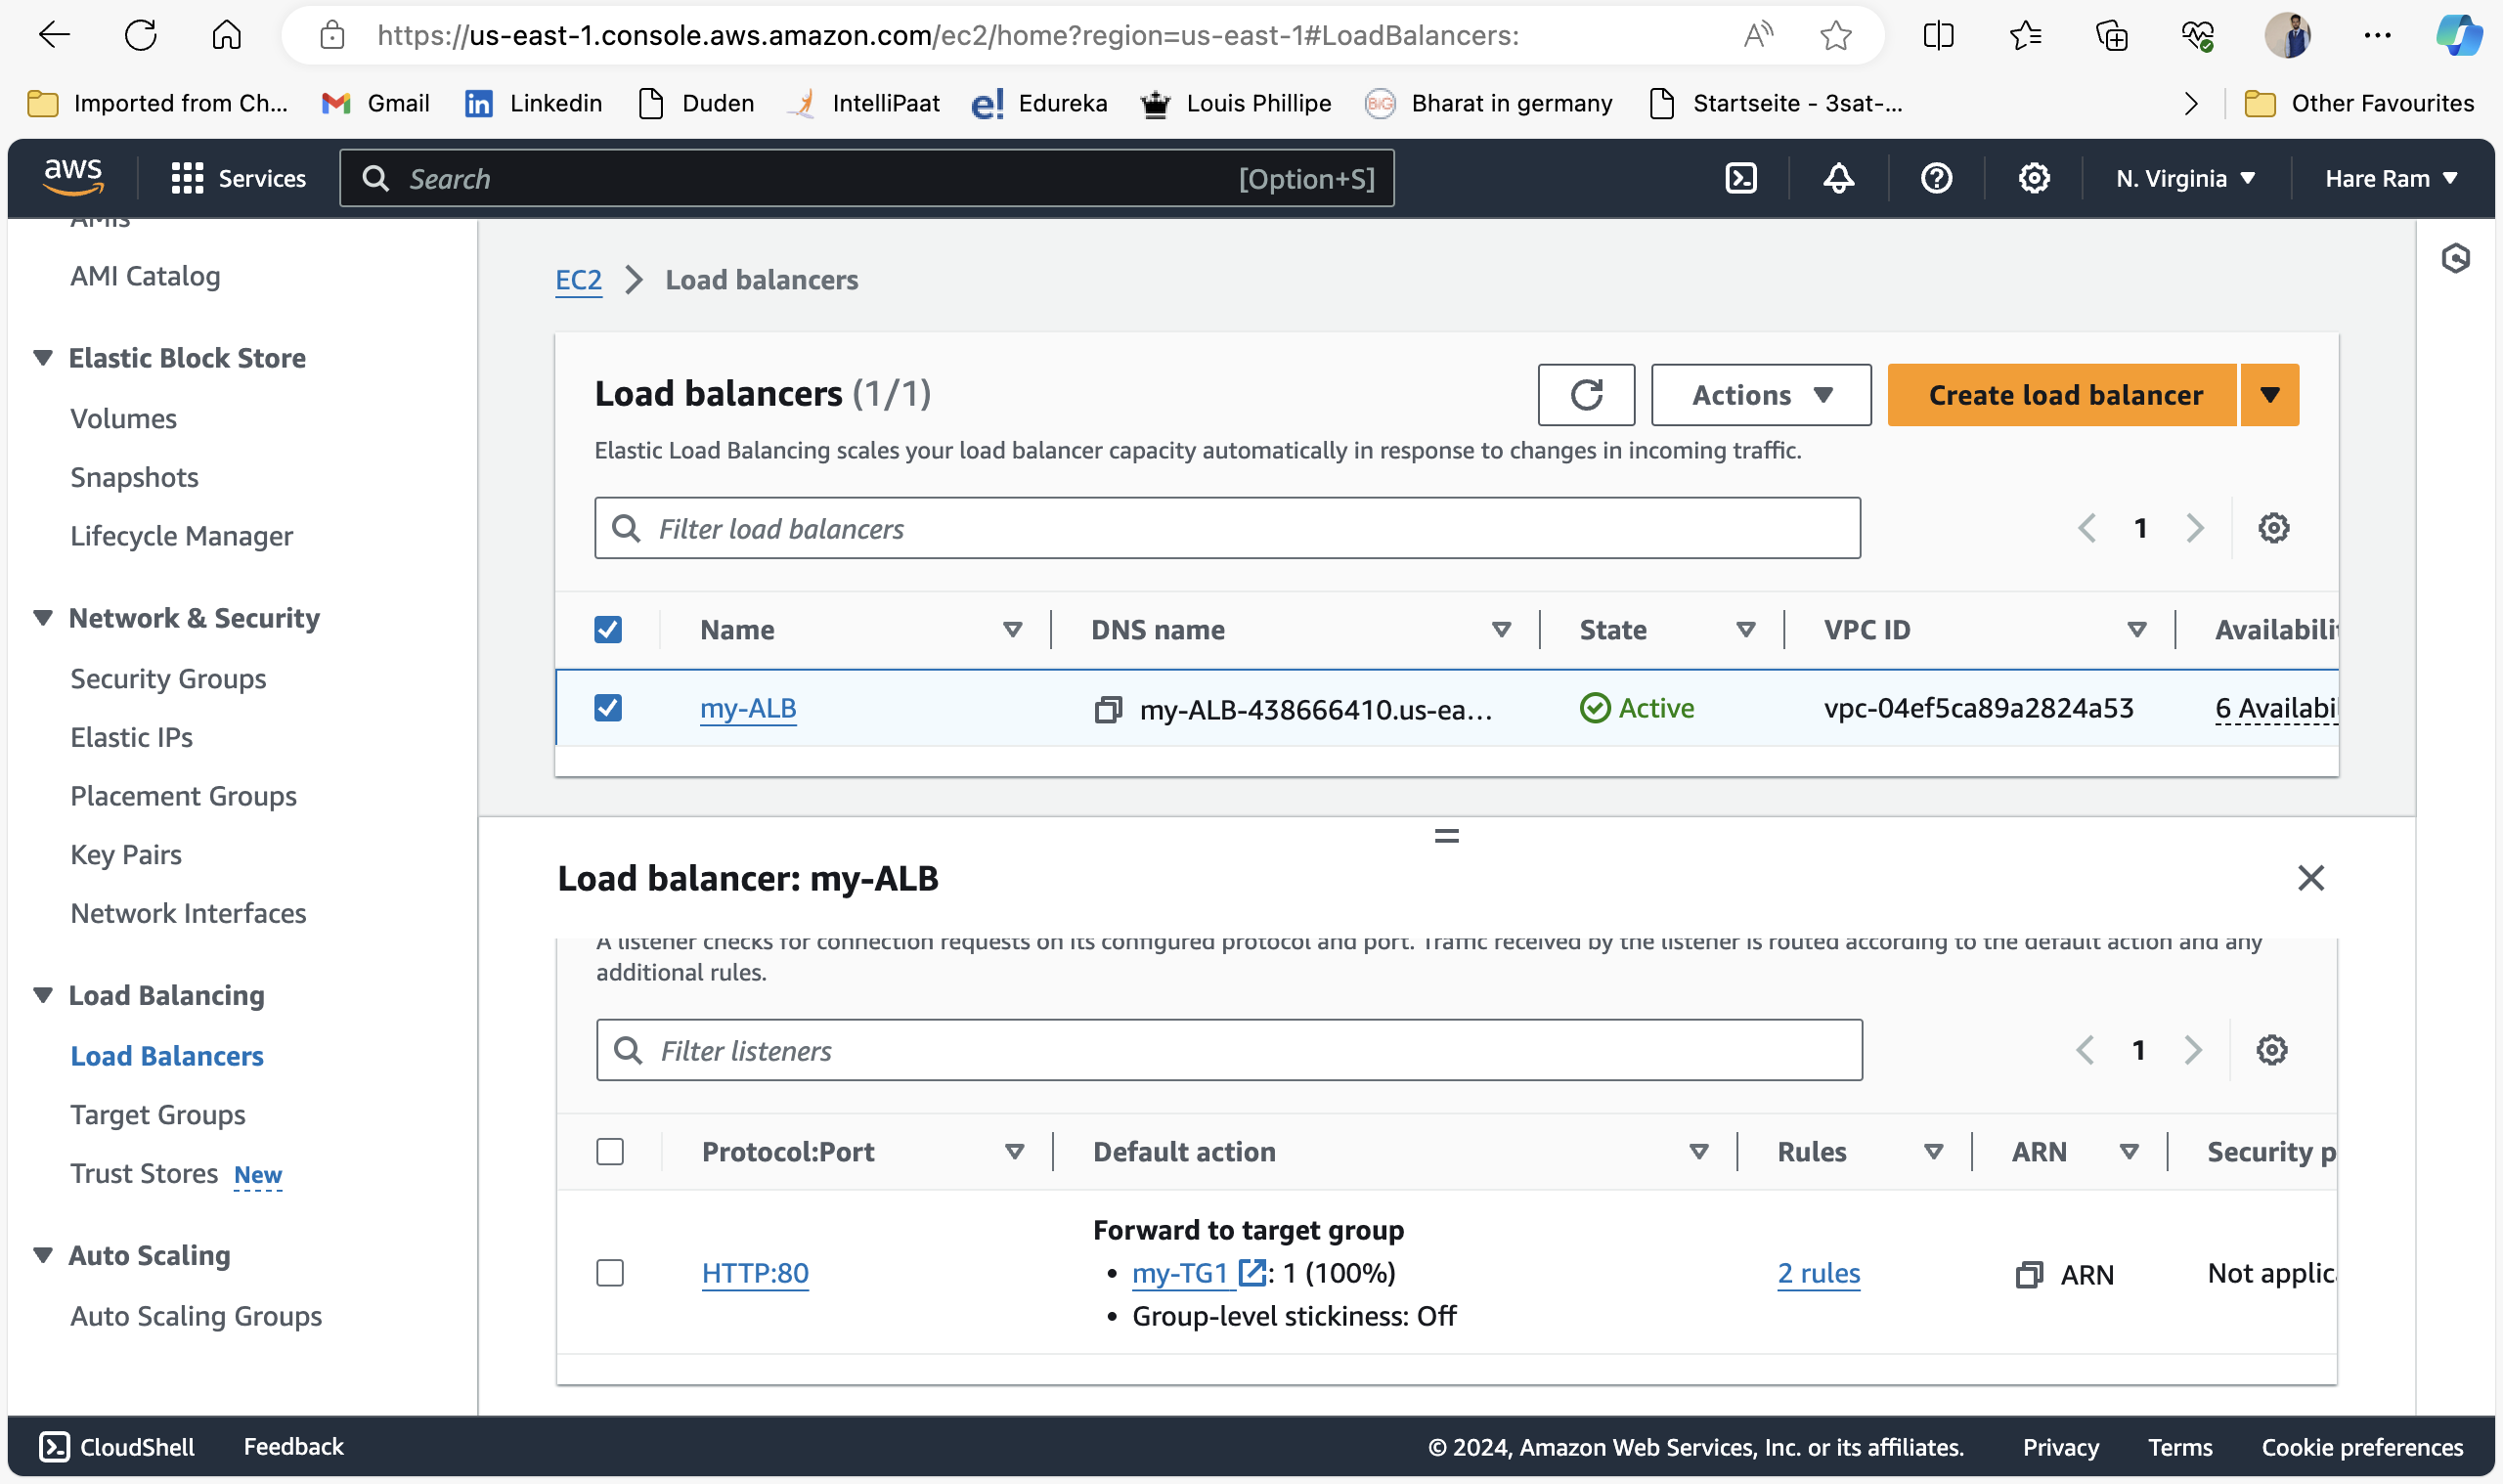 https://us-east-1.console.aws.amazon.com/ec2/home?region=us-east-1#LoadBalancers:
Imported from Ch... Gmail Linkedin Duden IntelliPaat Edureka Louis Phillipe Bharat in germany Startseite - 3sat-... Other Favourites
aws Services Search [Option+S] N. Virginia Hare Ram
AMIs
AMI Catalog
Elastic Block Store
Volumes
Snapshots
Lifecycle Manager
Network & Security
Security Groups
Elastic IPs
Placement Groups
Key Pairs
Network Interfaces
Load Balancing
Load Balancers
Target Groups
Trust Stores New
Auto Scaling
Auto Scaling Groups
EC2 > Load balancers
Load balancers (1/1)
Actions Create load balancer
Elastic Load Balancing scales your load balancer capacity automatically in response to changes in incoming traffic.
Filter load balancers
1
Name DNS name State VPC ID Availabilit
my-ALB my-ALB-438666410.us-ea... Active vpc-04ef5ca89a2824a53 6 Availabil
Load balancer: my-ALB
A listener checks for connection requests on its configured protocol and port. Traffic received by the listener is routed according to the default action and any
additional rules.
Filter listeners
1
Protocol:Port Default action Rules ARN Security p
Forward to target group
HTTP:80 • my-TG1 : 1 (100%) 2 rules ARN Not applica
• Group-level stickiness: Off
CloudShell Feedback © 2024, Amazon Web Services, Inc. or its affiliates. Privacy Terms Cookie preferences